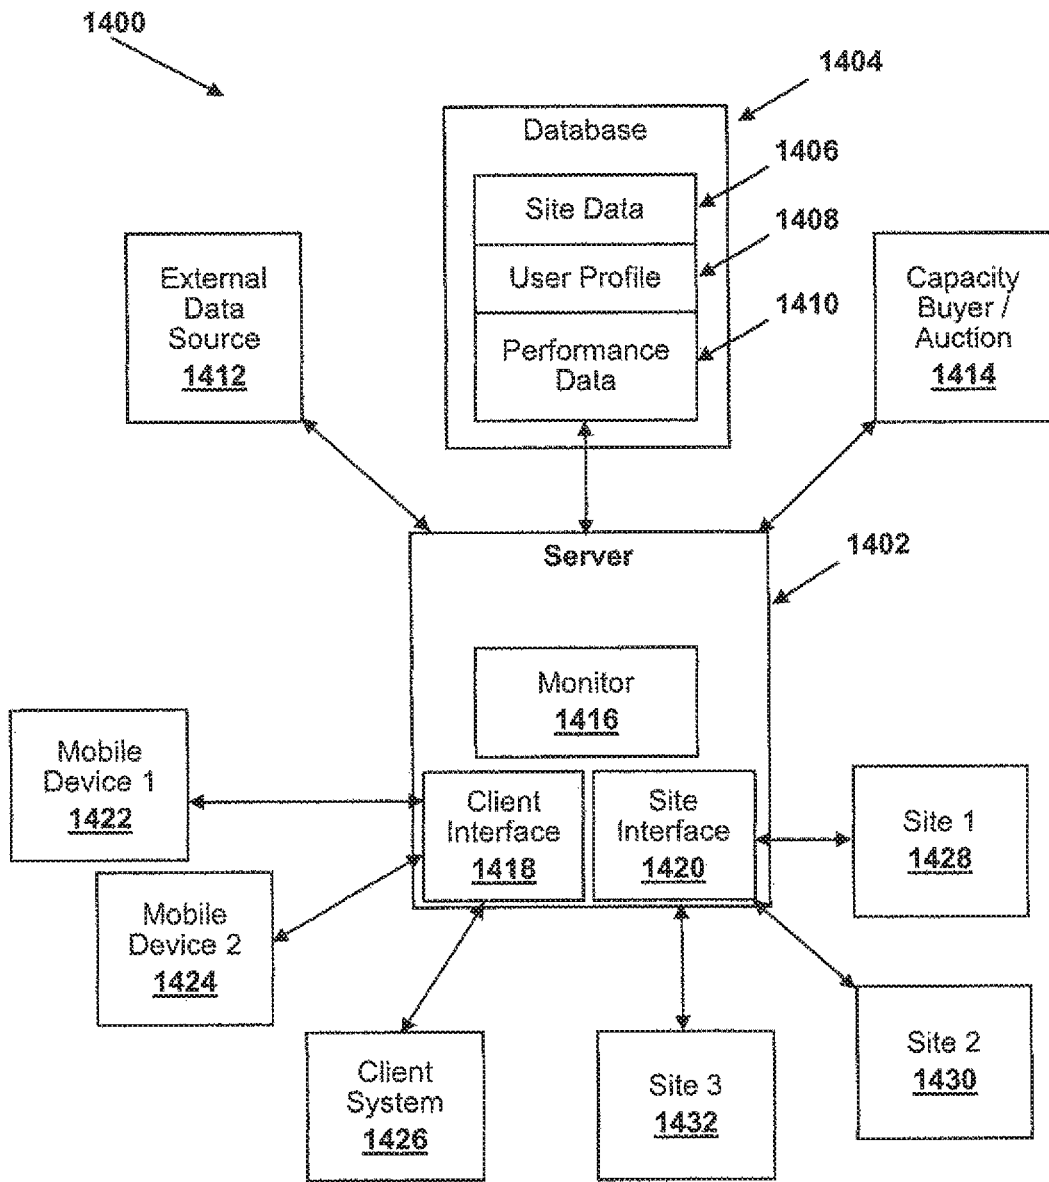 1400
1404
Database
1406
Site Data
1408
User Profile
1410
Performance
Data
External
Data
Source
1412
Capacity
Buyer /
Auction
1414
Server
1402
Monitor
1416
Mobile
Device 1
1422
Client
Interface
1418
Site
Interface
1420
Site 1
1428
Mobile
Device 2
1424
Client
System
1426
Site 3
1432
Site 2
1430